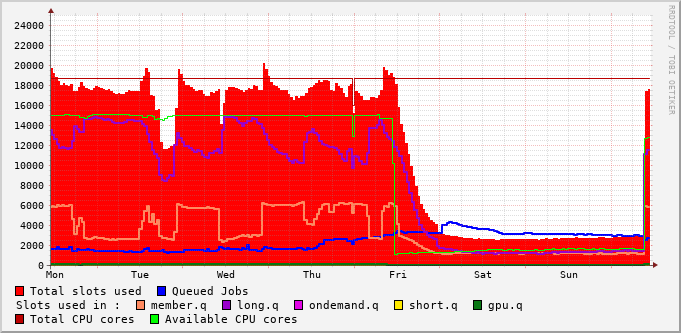 24000
22000
20000
18000
16000
14000
12000
10000
8000
6000
4000
2000
0
Mon Tue Wed Thu Fri Sat Sun
Total slots used Queued Jobs
Slots used in : member.q long.q ondemand.q short.q gpu.q
Total CPU cores Available CPU cores
RRDTOOL / TOBI OETIKER